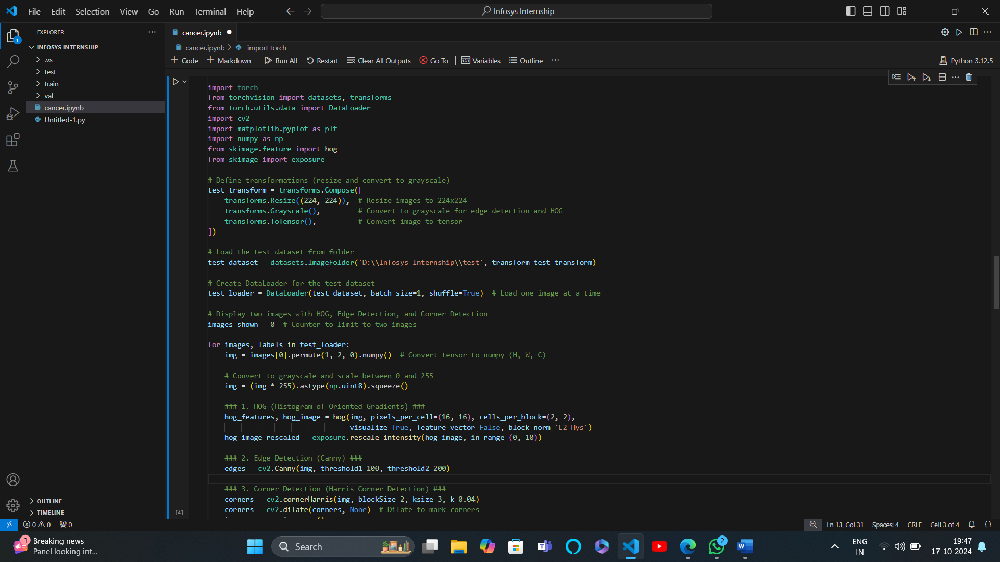 File Edit Selection View Go Run Terminal Help
Infosys Internship
EXPLORER
INFOSYS INTERNSHIP
.vs
test
train
val
cancer.ipynb
Untitled-1.py
OUTLINE
TIMELINE
cancer.ipynb
cancer.ipynb > import torch
+ Code + Markdown | Run All Restart Clear All Outputs Go To | Variables Outline ...
Python 3.12.5
import torch
from torchvision import datasets, transforms
from torch.utils.data import DataLoader
import cv2
import matplotlib.pyplot as plt
import numpy as np
from skimage.feature import hog
from skimage import exposure
# Define transformations (resize and convert to grayscale)
test_transform = transforms.Compose([
    transforms.Resize((224, 224)),  # Resize images to 224x224
    transforms.Grayscale(),         # Convert to grayscale for edge detection and HOG
    transforms.ToTensor(),          # Convert image to tensor
])
# Load the test dataset from folder
test_dataset = datasets.ImageFolder('D:\\Infosys Internship\\test', transform=test_transform)
# Create DataLoader for the test dataset
test_loader = DataLoader(test_dataset, batch_size=1, shuffle=True)  # Load one image at a time
# Display two images with HOG, Edge Detection, and Corner Detection
images_shown = 0  # Counter to limit to two images
for images, labels in test_loader:
    img = images[0].permute(1, 2, 0).numpy()  # Convert tensor to numpy (H, W, C)
    # Convert to grayscale and scale between 0 and 255
    img = (img * 255).astype(np.uint8).squeeze()
    ### 1. HOG (Histogram of Oriented Gradients) ###
    hog_features, hog_image = hog(img, pixels_per_cell=(16, 16), cells_per_block=(2, 2),
                                  visualize=True, feature_vector=False, block_norm='L2-Hys')
    hog_image_rescaled = exposure.rescale_intensity(hog_image, in_range=(0, 10))
    ### 2. Edge Detection (Canny) ###
    edges = cv2.Canny(img, threshold1=100, threshold2=200)
    ### 3. Corner Detection (Harris Corner Detection) ###
    corners = cv2.cornerHarris(img, blockSize=2, ksize=3, k=0.04)
    corners = cv2.dilate(corners, None)  # Dilate to mark corners
[4]
1
0 0 0
Ln 13, Col 31 Spaces: 4 CRLF Cell 3 of 4 {}
1
Breaking news
Panel looking int...
Search
2
ENG
IN
19:47
17-10-2024